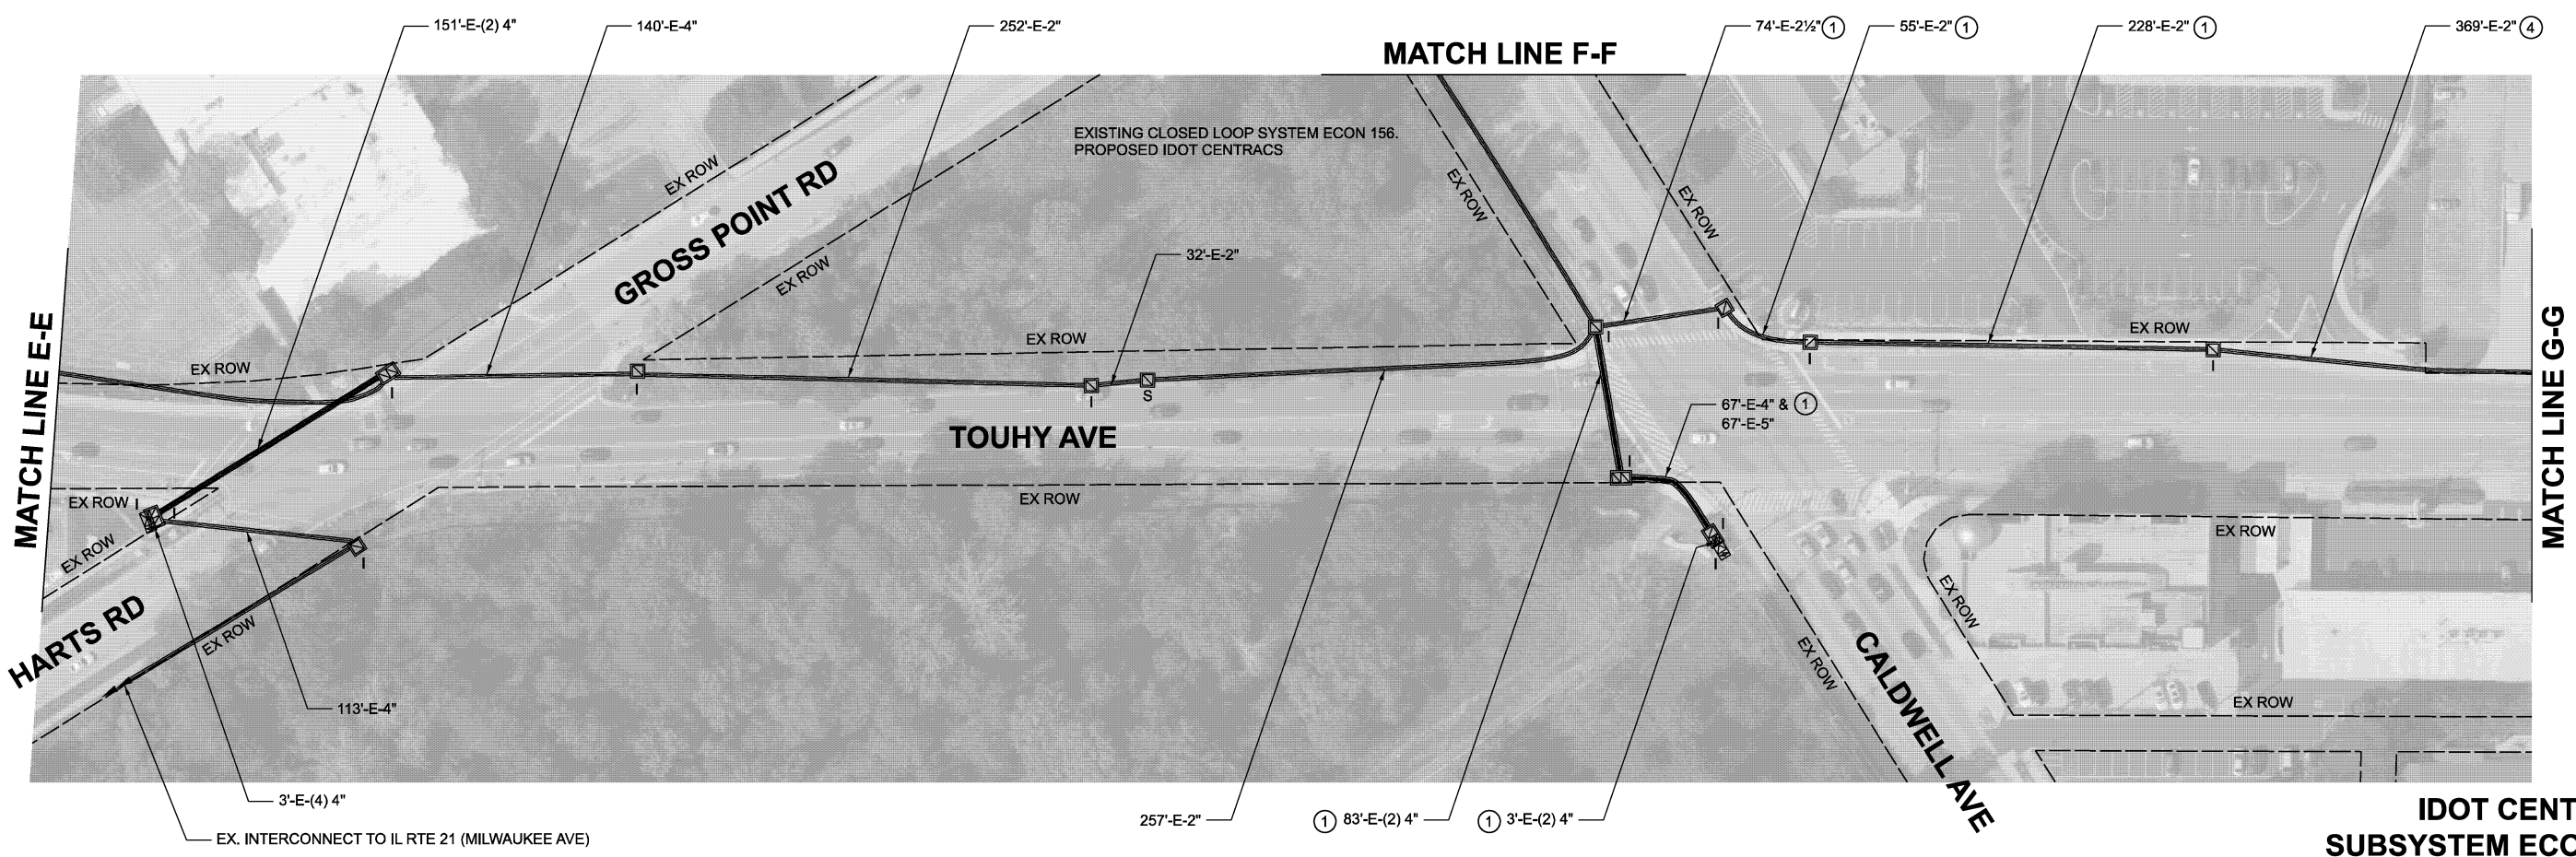 151'-E-(2) 4"
140'-E-4"
252'-E-2"
MATCH LINE F-F
74'-E-2½" 1
55'-E-2" 1
228'-E-2" 1
369'-E-2" 4
EXISTING CLOSED LOOP SYSTEM ECON 156.
PROPOSED IDOT CENTRACS
EX ROW
GROSS POINT RD
EX ROW
EX ROW
EX ROW
32'-E-2"
EX ROW
EX ROW
EX ROW
MATCH LINE E-E
MATCH LINE G-G
I
I
I
S
I
I
I
I
67'-E-4" & 1
67'-E-5"
TOUHY AVE
I
EX ROW
I
I
EX ROW
I
I
EX ROW
EX ROW
I
HARTS RD
EX ROW
EX ROW
EX ROW
CALDWELL AVE
EX ROW
113'-E-4"
3'-E-(4) 4"
257'-E-2"
1 83'-E-(2) 4"
1 3'-E-(2) 4"
EX. INTERCONNECT TO IL RTE 21 (MILWAUKEE AVE)
IDOT CENT
SUBSYSTEM ECO